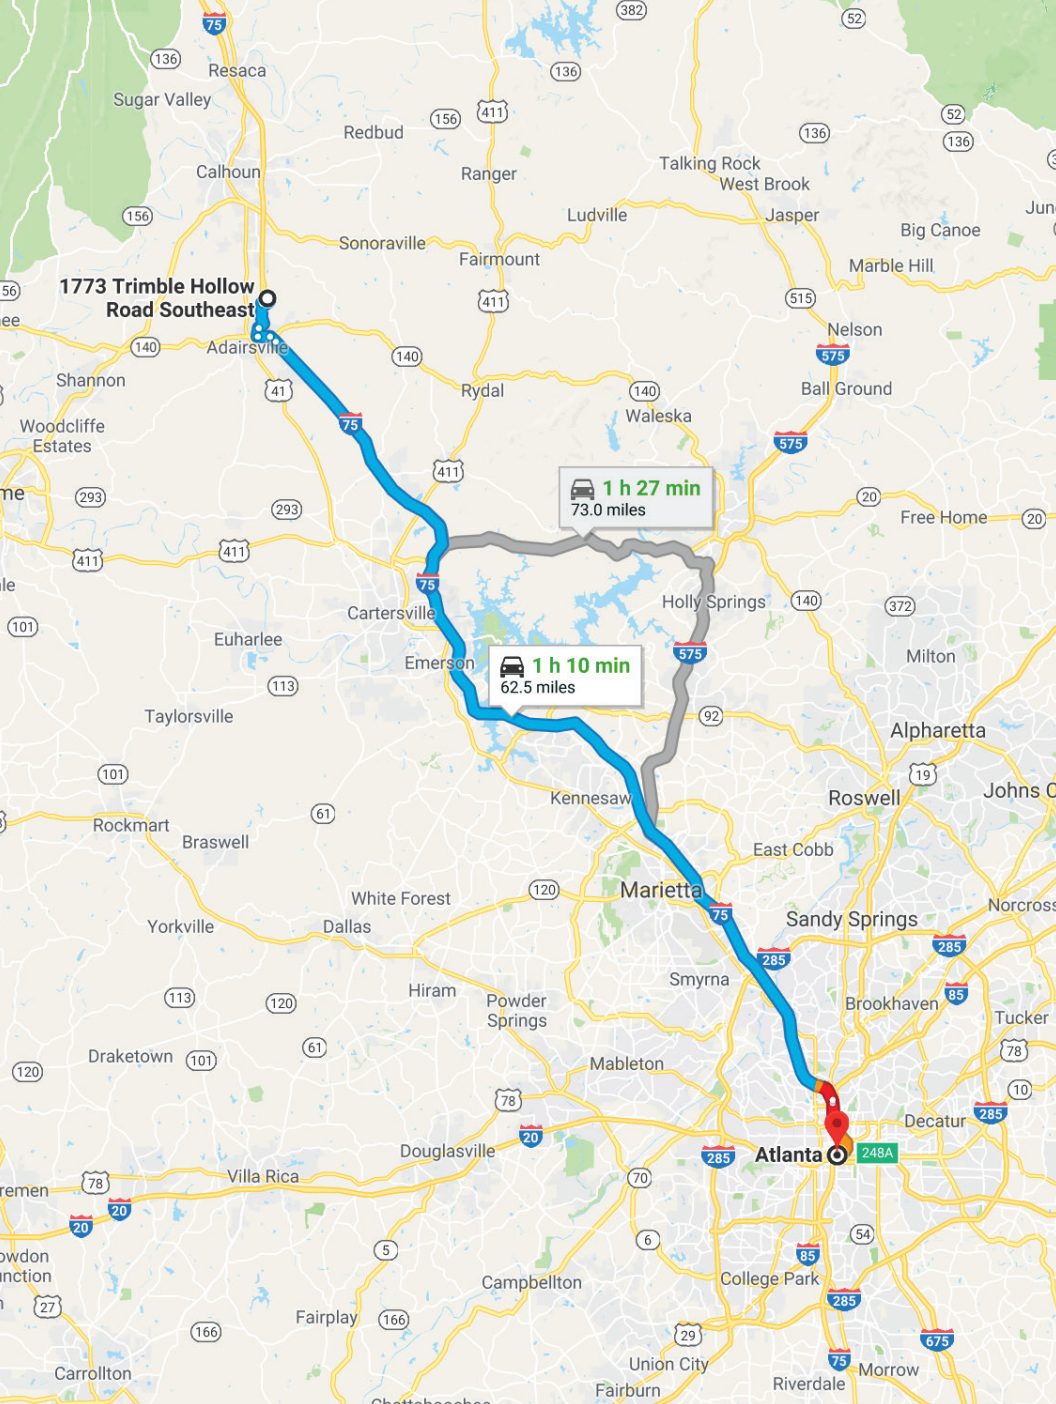 382
52
75
136
Resaca
136
Sugar Valley
411
156
52
Redbud
136
136
Talking Rock
Calhoun
Ranger
West Brook
156
Ludville
Jasper
Big Canoe
Sonoraville
Fairmount
Marble Hill
1773 Trimble Hollow
Road Southeast
56
411
515
Nelson
140
Adairsville
140
575
Shannon
41
Rydal
140
Ball Ground
Waleska
75
Woodcliffe
Estates
575
411
1 h 27 min
73.0 miles
me
293
293
20
Free Home
20
411
411
75
Cartersville
Holly Springs
140
372
101
Euharlee
575
Milton
Emerson
1 h 10 min
62.5 miles
113
Taylorsville
92
Alpharetta
101
19
Kennesaw
Roswell
Johns C
61
Rockmart
Braswell
East Cobb
120
Marietta
White Forest
Norcross
75
Sandy Springs
Yorkville
Dallas
285
285
Smyrna
Hiram
113
120
Powder
Springs
Brookhaven
85
Tucker
61
Draketown
101
Mableton
78
120
10
78
285
Decatur
20
Douglasville
Atlanta
248A
285
Villa Rica
78
70
remen
20
20
54
6
5
85
owdon
unction
College Park
Campbellton
27
285
Fairplay
166
166
29
675
Union City
75
Morrow
Carrollton
Riverdale
Fairburn